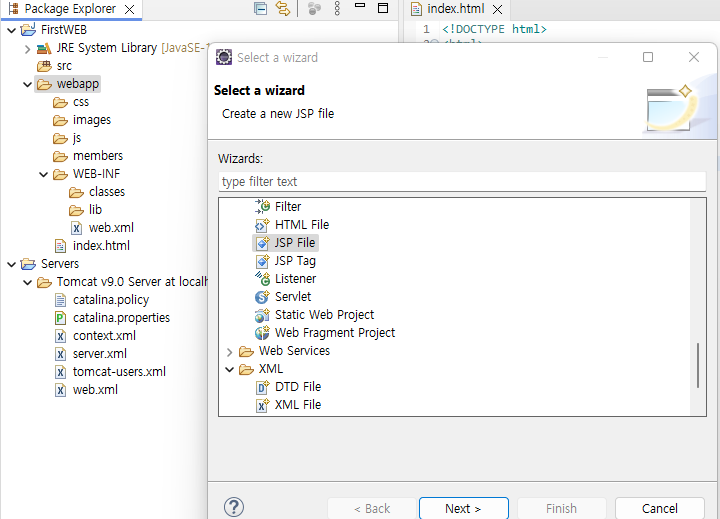 Package Explorer
index.html
FirstWEB
JRE System Library [JavaSE-1
src
webapp
css
images
js
members
WEB-INF
classes
lib
web.xml
index.html
Servers
Tomcat v9.0 Server at localh
catalina.policy
catalina.properties
context.xml
server.xml
tomcat-users.xml
web.xml
1 <!DOCTYPE html>
2 <html>
Select a wizard
Select a wizard
Create a new JSP file
Wizards:
type filter text
Filter
HTML File
JSP File
JSP Tag
Listener
Servlet
Static Web Project
Web Fragment Project
Web Services
XML
DTD File
XML File
? < Back Next > Finish Cancel